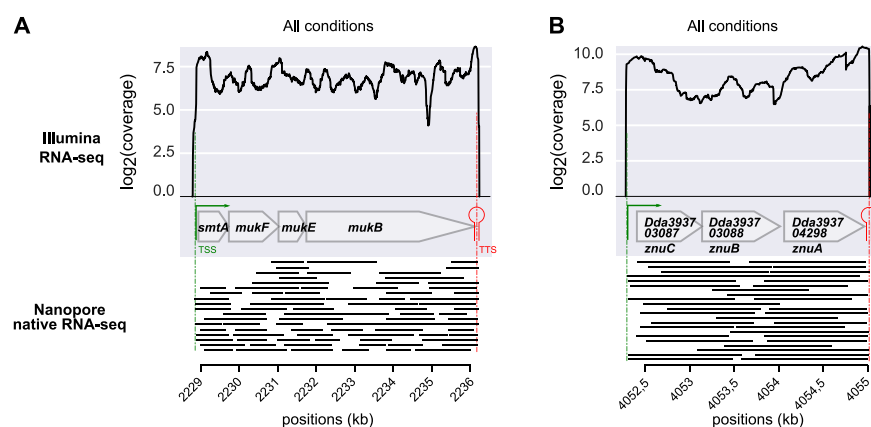 A
All conditions
Illumina
RNA-seq
log2(coverage)
7.5
5.0
2.5
0.0
smtA
mukF
mukE
mukB
TSS
TTS
Nanopore
native RNA-seq
2229
2230
2231
2232
2233
2234
2235
2236
positions (kb)
B
All conditions
log2(coverage)
10.0
7.5
5.0
2.5
0.0
Dda3937
03087
znuC
Dda3937
03088
znuB
Dda3937
04298
znuA
4052,5
4053
4053,5
4054
4054,5
4055
positions (kb)